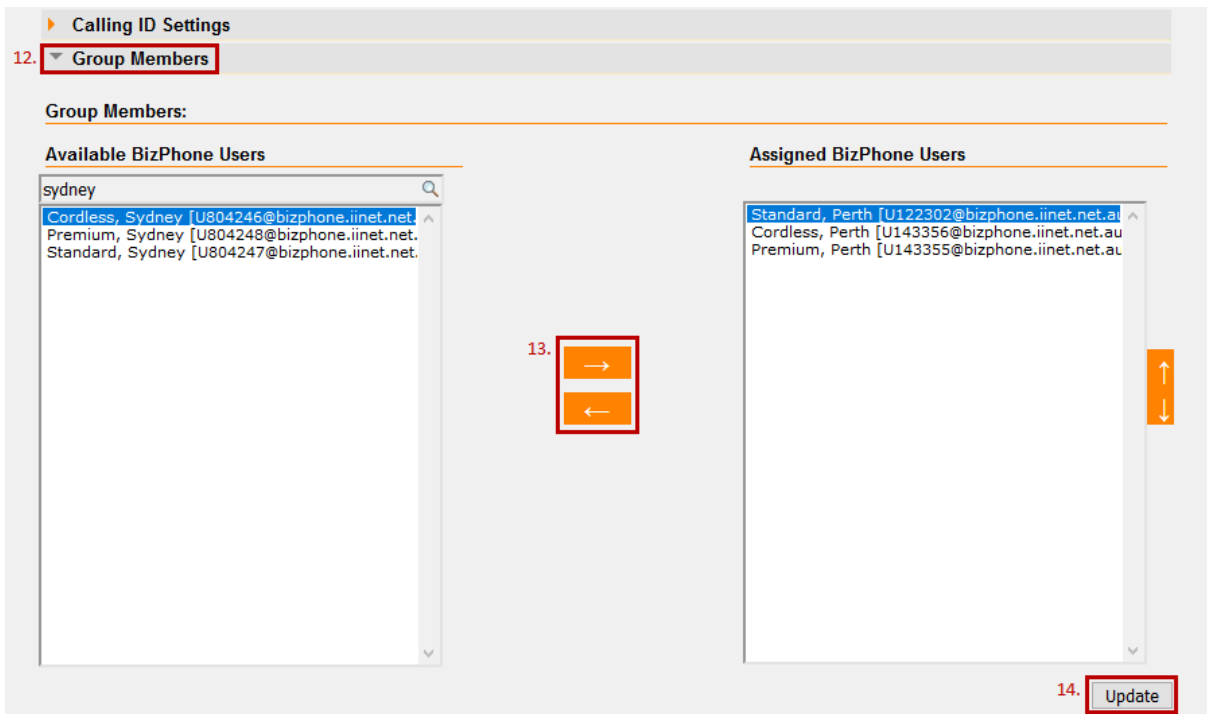 Calling ID Settings
12. Group Members
Group Members:
Available BizPhone Users
Assigned BizPhone Users
sydney
Cordless, Sydney [U804246@bizphone.iinet.net.
Premium, Sydney [U804248@bizphone.iinet.net.
Standard, Sydney [U804247@bizphone.iinet.net.
Standard, Perth [U122302@bizphone.iinet.net.au
Cordless, Perth [U143356@bizphone.iinet.net.au
Premium, Perth [U143355@bizphone.iinet.net.au
13.
→
←
↑
↓
14. Update